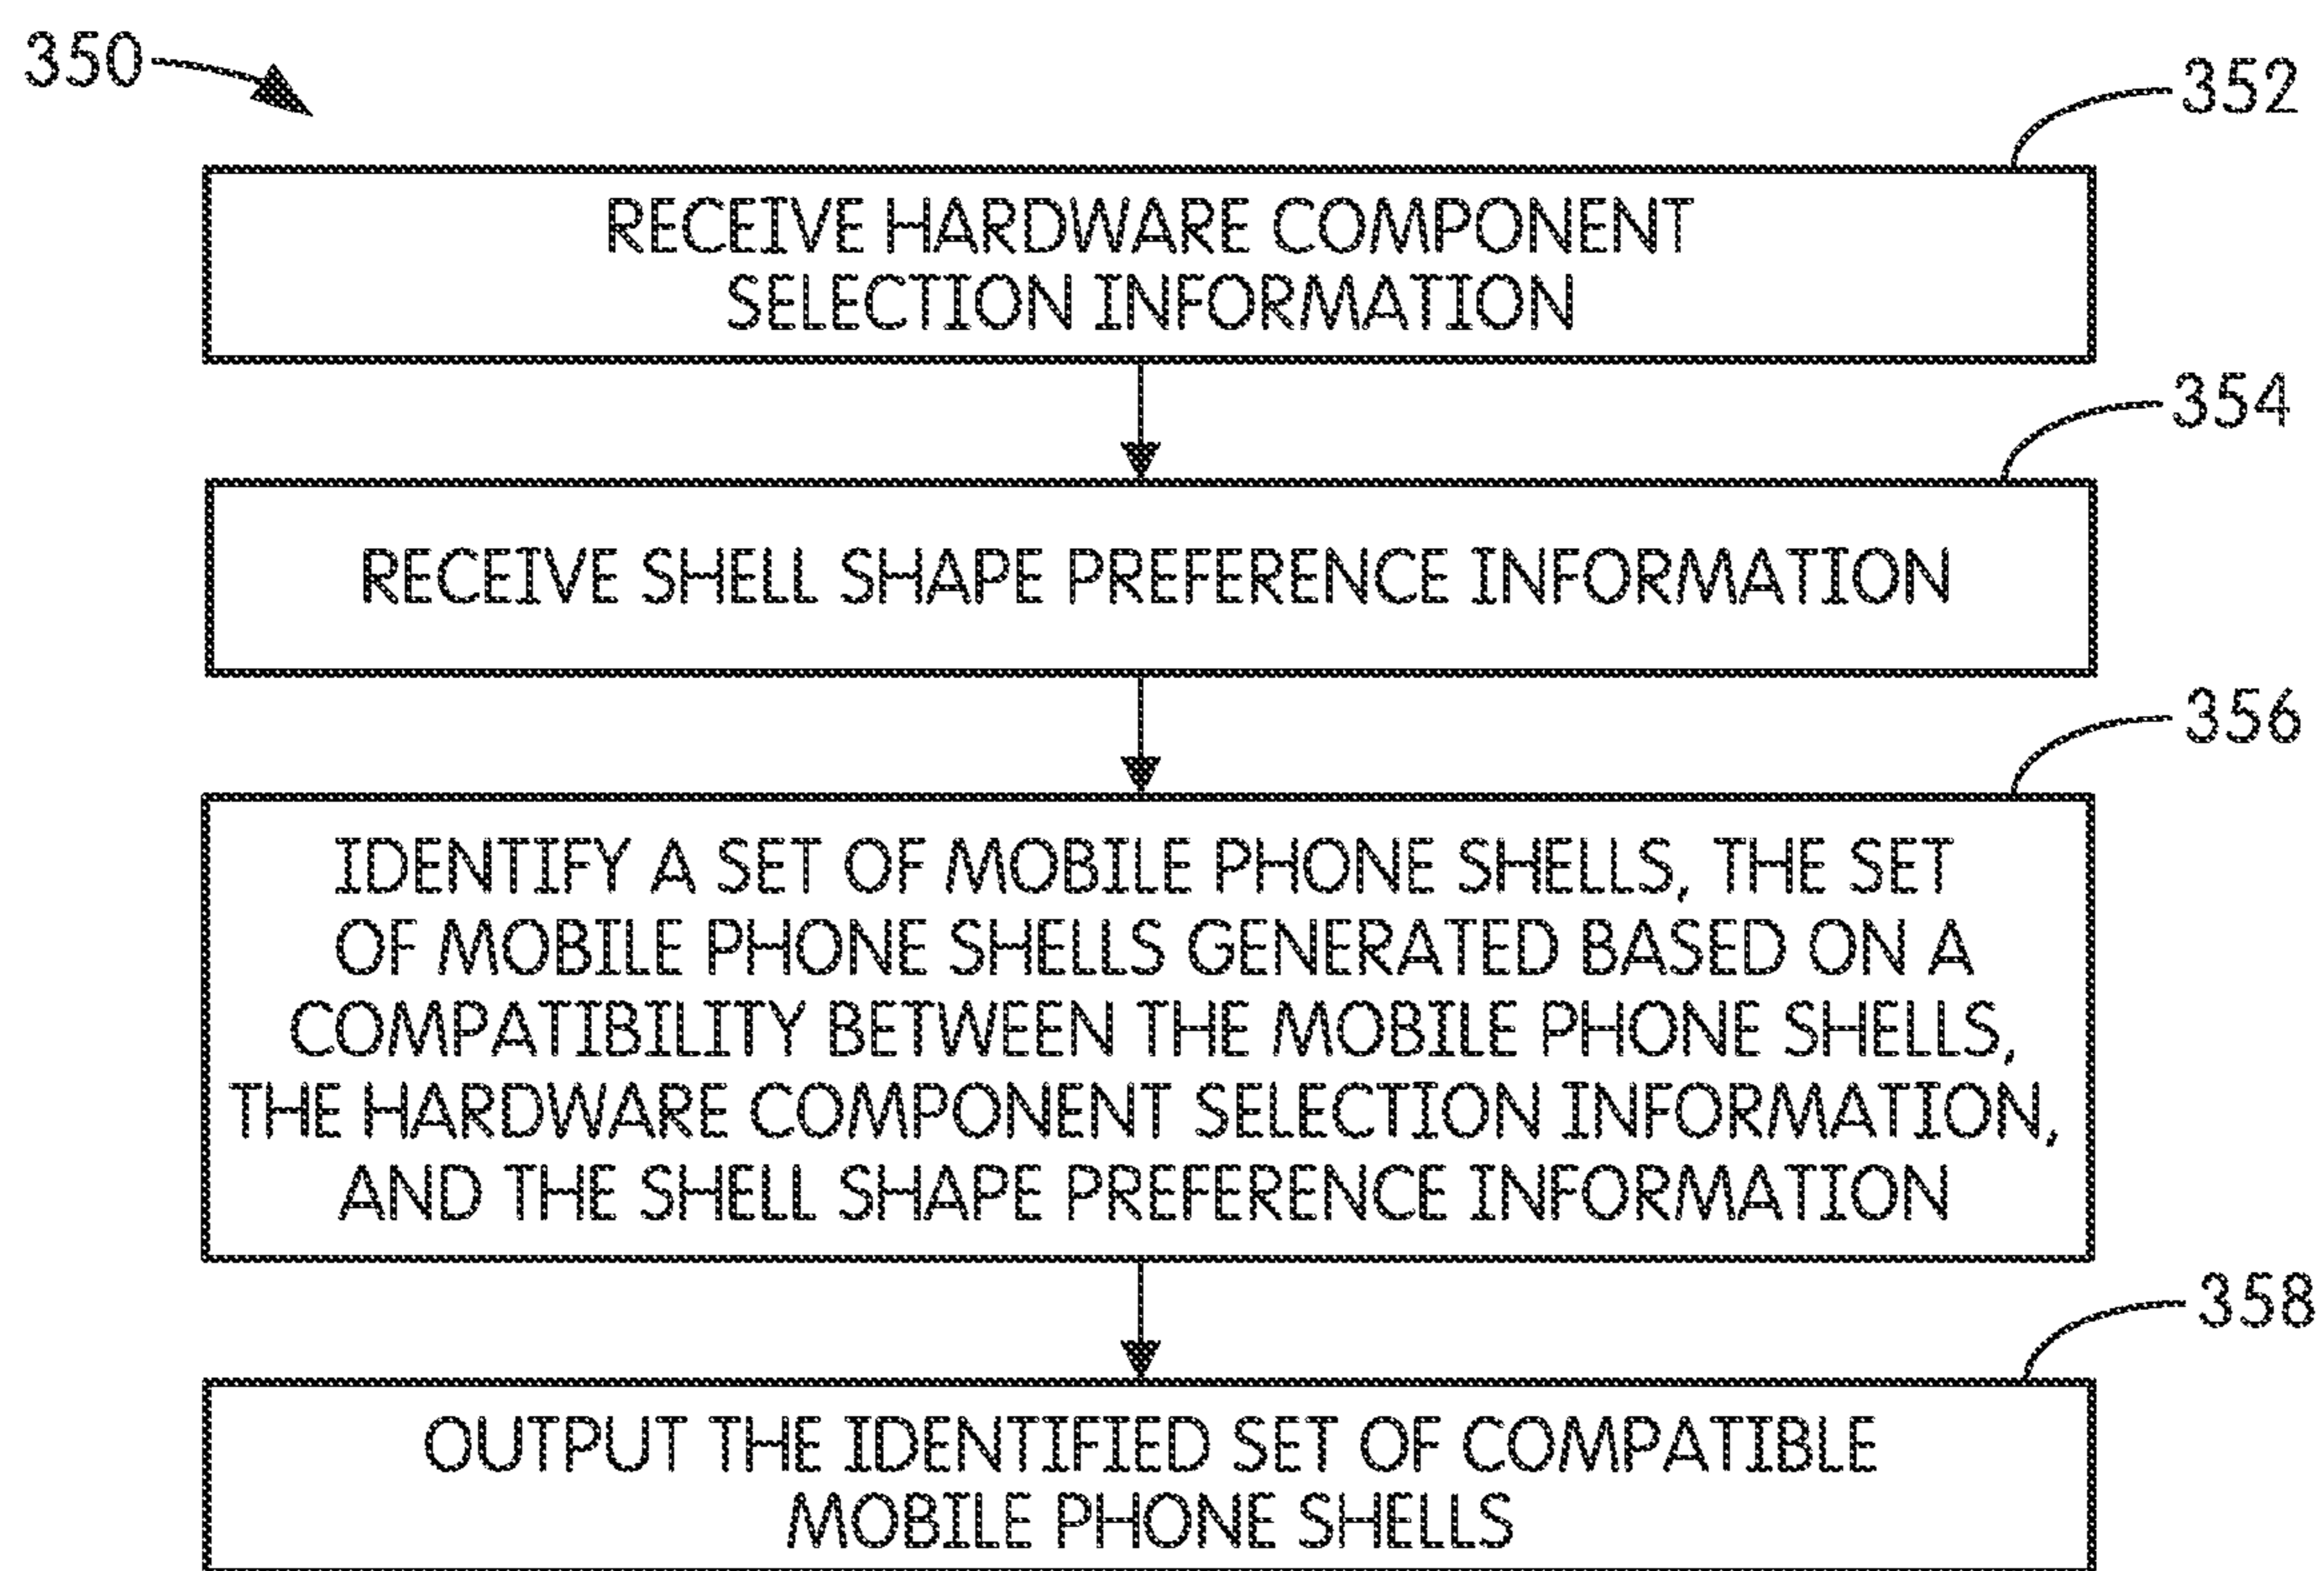 350
352
RECEIVE HARDWARE COMPONENT
SELECTION INFORMATION
354
RECEIVE SHELL SHAPE PREFERENCE INFORMATION
356
IDENTIFY A SET OF MOBILE PHONE SHELLS, THE SET
OF MOBILE PHONE SHELLS GENERATED BASED ON A
COMPATIBILITY BETWEEN THE MOBILE PHONE SHELLS,
THE HARDWARE COMPONENT SELECTION INFORMATION,
AND THE SHELL SHAPE PREFERENCE INFORMATION
358
OUTPUT THE IDENTIFIED SET OF COMPATIBLE
MOBILE PHONE SHELLS